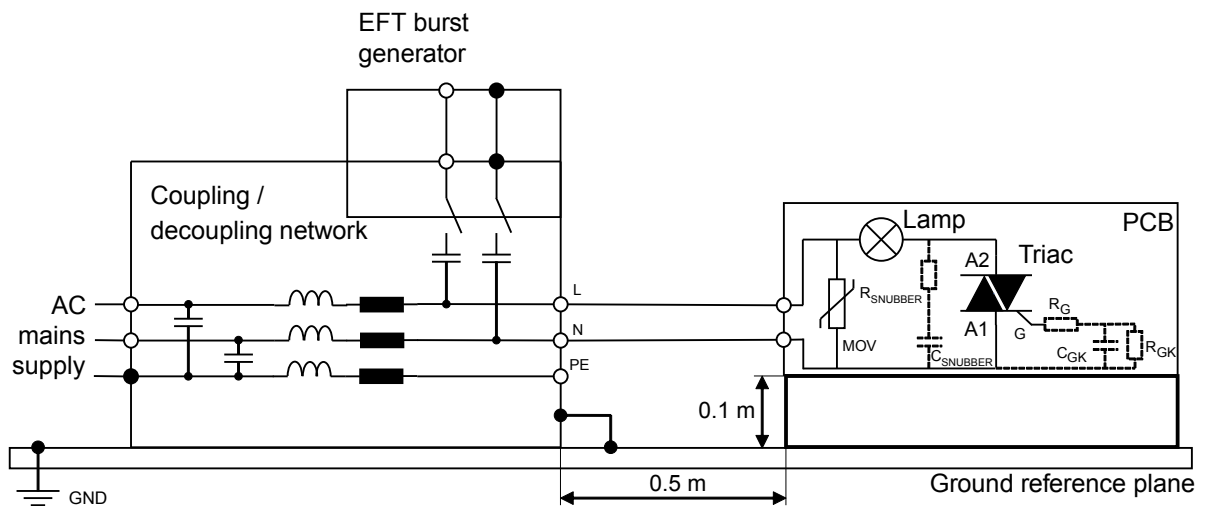 EFT burst
generator
Coupling /
decoupling network
Lamp
PCB
A2
Triac
AC
mains
supply
L
N
PE
R_SNUBBER
R_G
A1
G
MOV
C_SNUBBER
C_GK
R_GK
0.1 m
0.5 m
Ground reference plane
GND